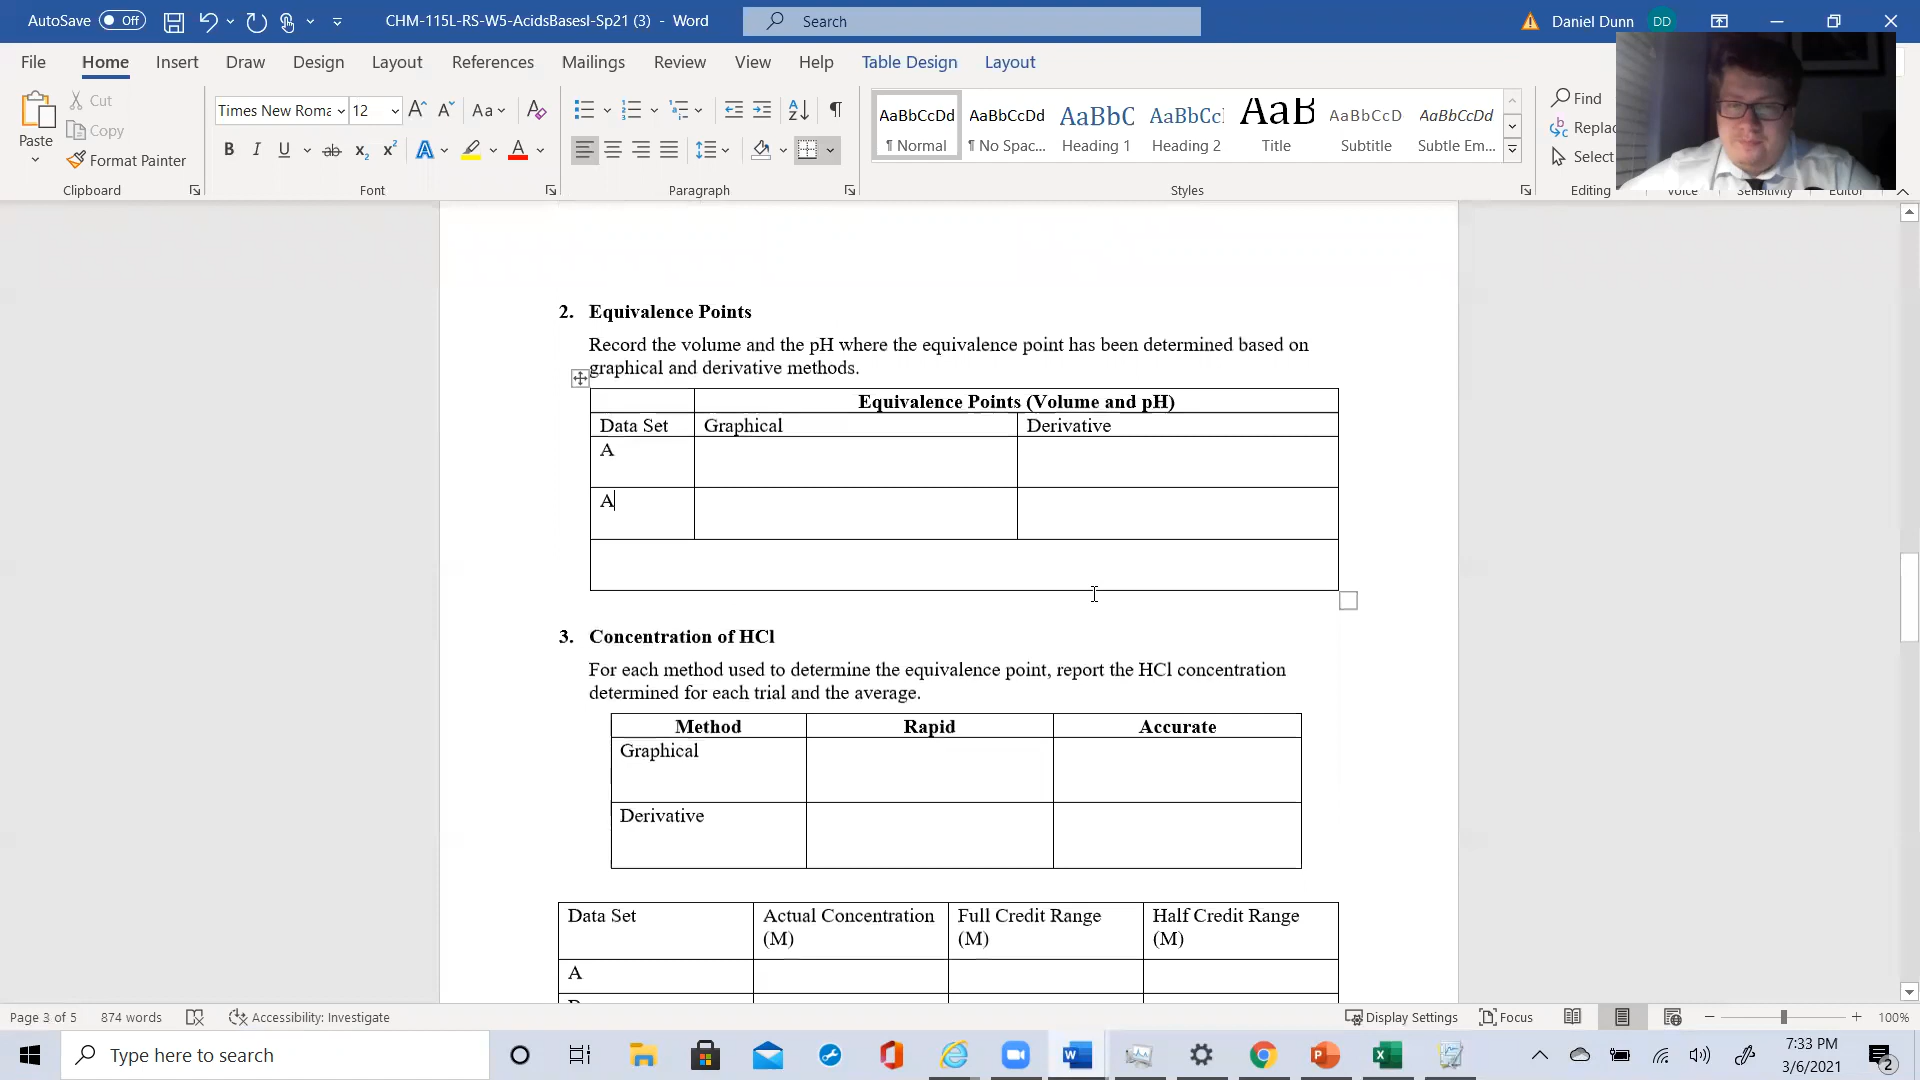 AutoSave Off
CHM-115L-RS-W5-AcidsBasesI-Sp21 (3) - Word
Search
Daniel Dunn DD
File Home Insert Draw Design Layout References Mailings Review View Help Table Design Layout
Paste
Cut
Copy
Format Painter
Clipboard
Times New Roma 12
Font
Paragraph
AaBbCcDd AaBbCcDd AaBbC AaBbCcI AaB AaBbCcD AaBbCcDd
¶ Normal ¶ No Spac... Heading 1 Heading 2 Title Subtitle Subtle Em...
Styles
Find
Replac
Select
Editing
2. Equivalence Points
Record the volume and the pH where the equivalence point has been determined based on
graphical and derivative methods.
Equivalence Points (Volume and pH)
Data Set Graphical Derivative
A
A
3. Concentration of HCl
For each method used to determine the equivalence point, report the HCl concentration
determined for each trial and the average.
Method Rapid Accurate
Graphical
Derivative
Data Set Actual Concentration (M) Full Credit Range (M) Half Credit Range (M)
A
Page 3 of 5 874 words Accessibility: Investigate Display Settings Focus 100%
Type here to search
7:33 PM
3/6/2021
2